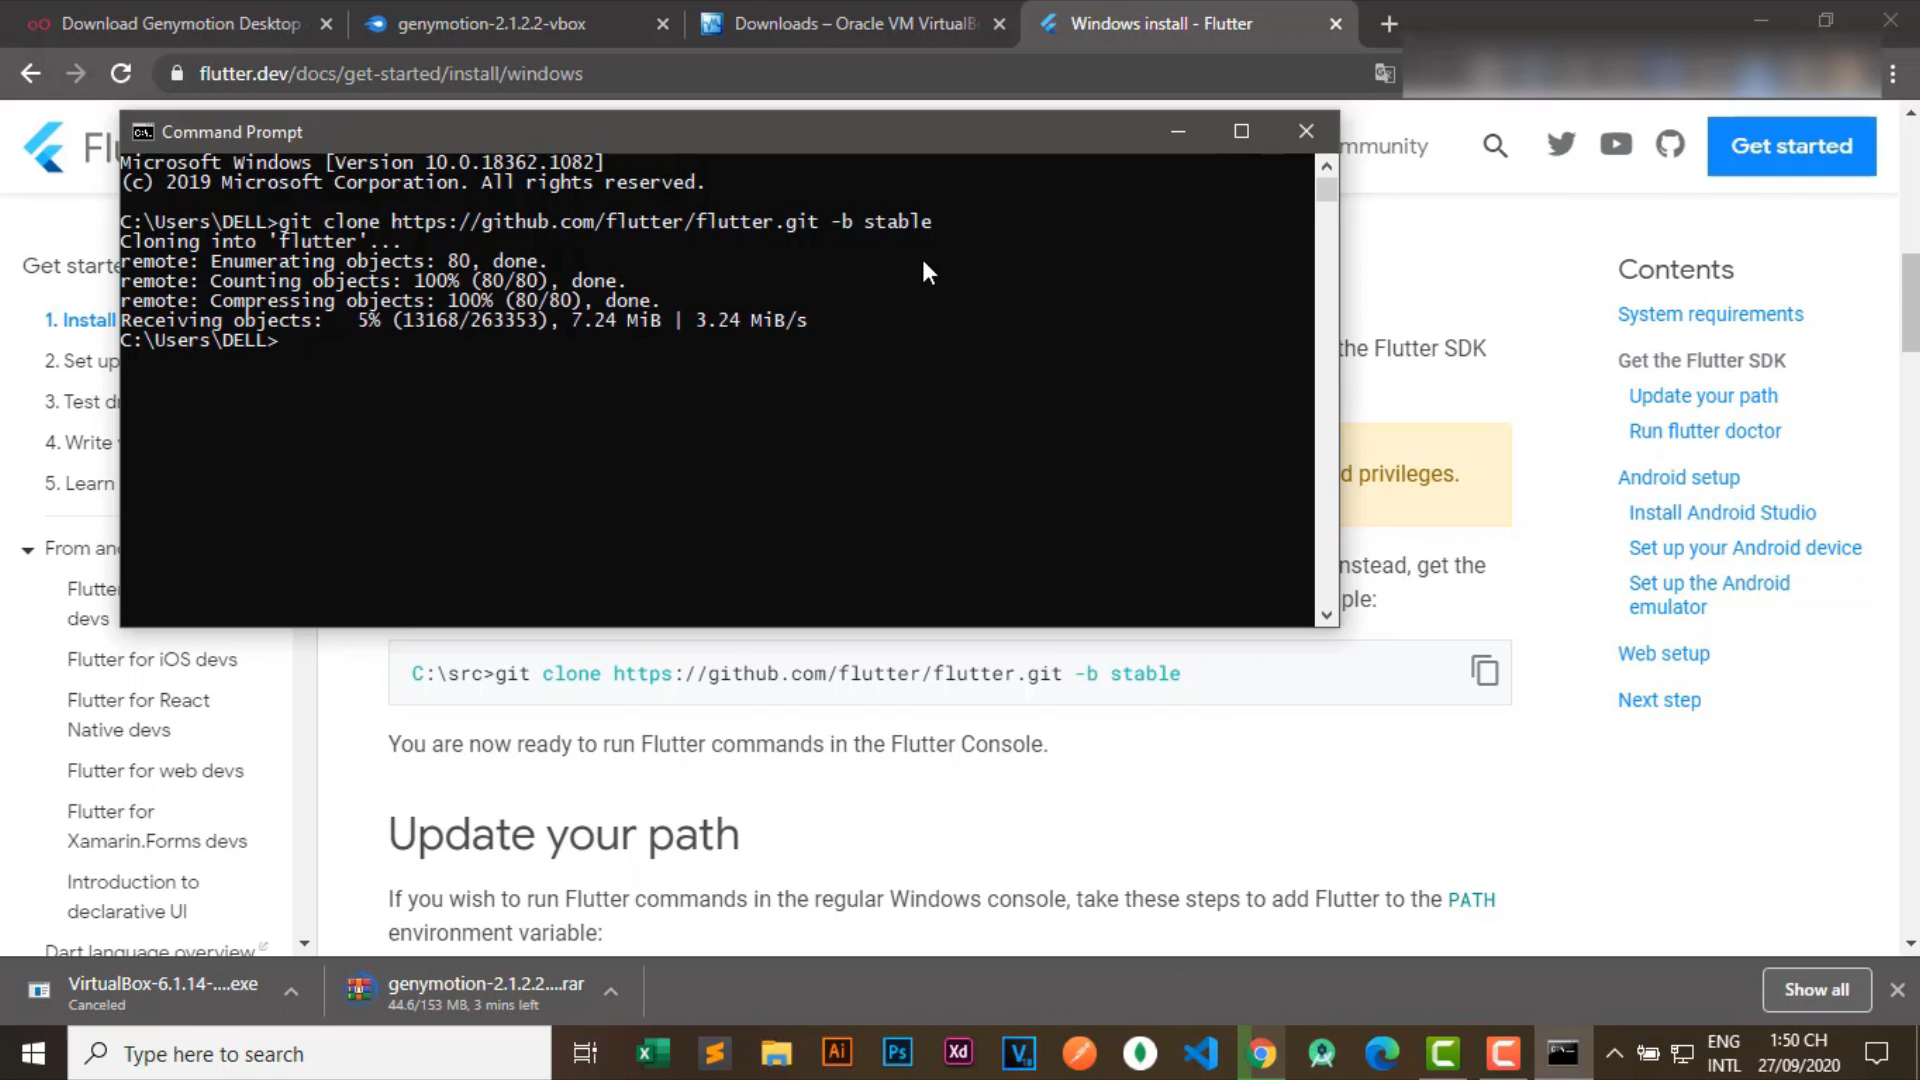 Download Genymotion Desktop
genymotion-2.1.2.2-vbox
Downloads – Oracle VM VirtualB
Windows install - Flutter
flutter.dev/docs/get-started/install/windows
Command Prompt
Microsoft Windows [Version 10.0.18362.1082]
(c) 2019 Microsoft Corporation. All rights reserved.
C:\Users\DELL>git clone https://github.com/flutter/flutter.git -b stable
Cloning into 'flutter'...
remote: Enumerating objects: 80, done.
remote: Counting objects: 100% (80/80), done.
remote: Compressing objects: 100% (80/80), done.
Receiving objects:   5% (13168/263353), 7.24 MiB | 3.24 MiB/s
C:\Users\DELL>
Fl
mmunity
Get started
Get starte
1. Install
2. Set up
3. Test d
4. Write
5. Learn
From an
Flutter
devs
Flutter for iOS devs
Flutter for React
Native devs
Flutter for web devs
Flutter for
Xamarin.Forms devs
Introduction to
declarative UI
Dart language overview
the Flutter SDK
d privileges.
nstead, get the
ple:
C:\src>git clone https://github.com/flutter/flutter.git -b stable
You are now ready to run Flutter commands in the Flutter Console.
Update your path
If you wish to run Flutter commands in the regular Windows console, take these steps to add Flutter to the PATH
environment variable:
Contents
System requirements
Get the Flutter SDK
Update your path
Run flutter doctor
Android setup
Install Android Studio
Set up your Android device
Set up the Android
emulator
Web setup
Next step
VirtualBox-6.1.14-....exe
Canceled
genymotion-2.1.2.2....rar
44.6/153 MB, 3 mins left
Show all
Type here to search
Ai
Ps
Xd
ENG
INTL
1:50 CH
27/09/2020